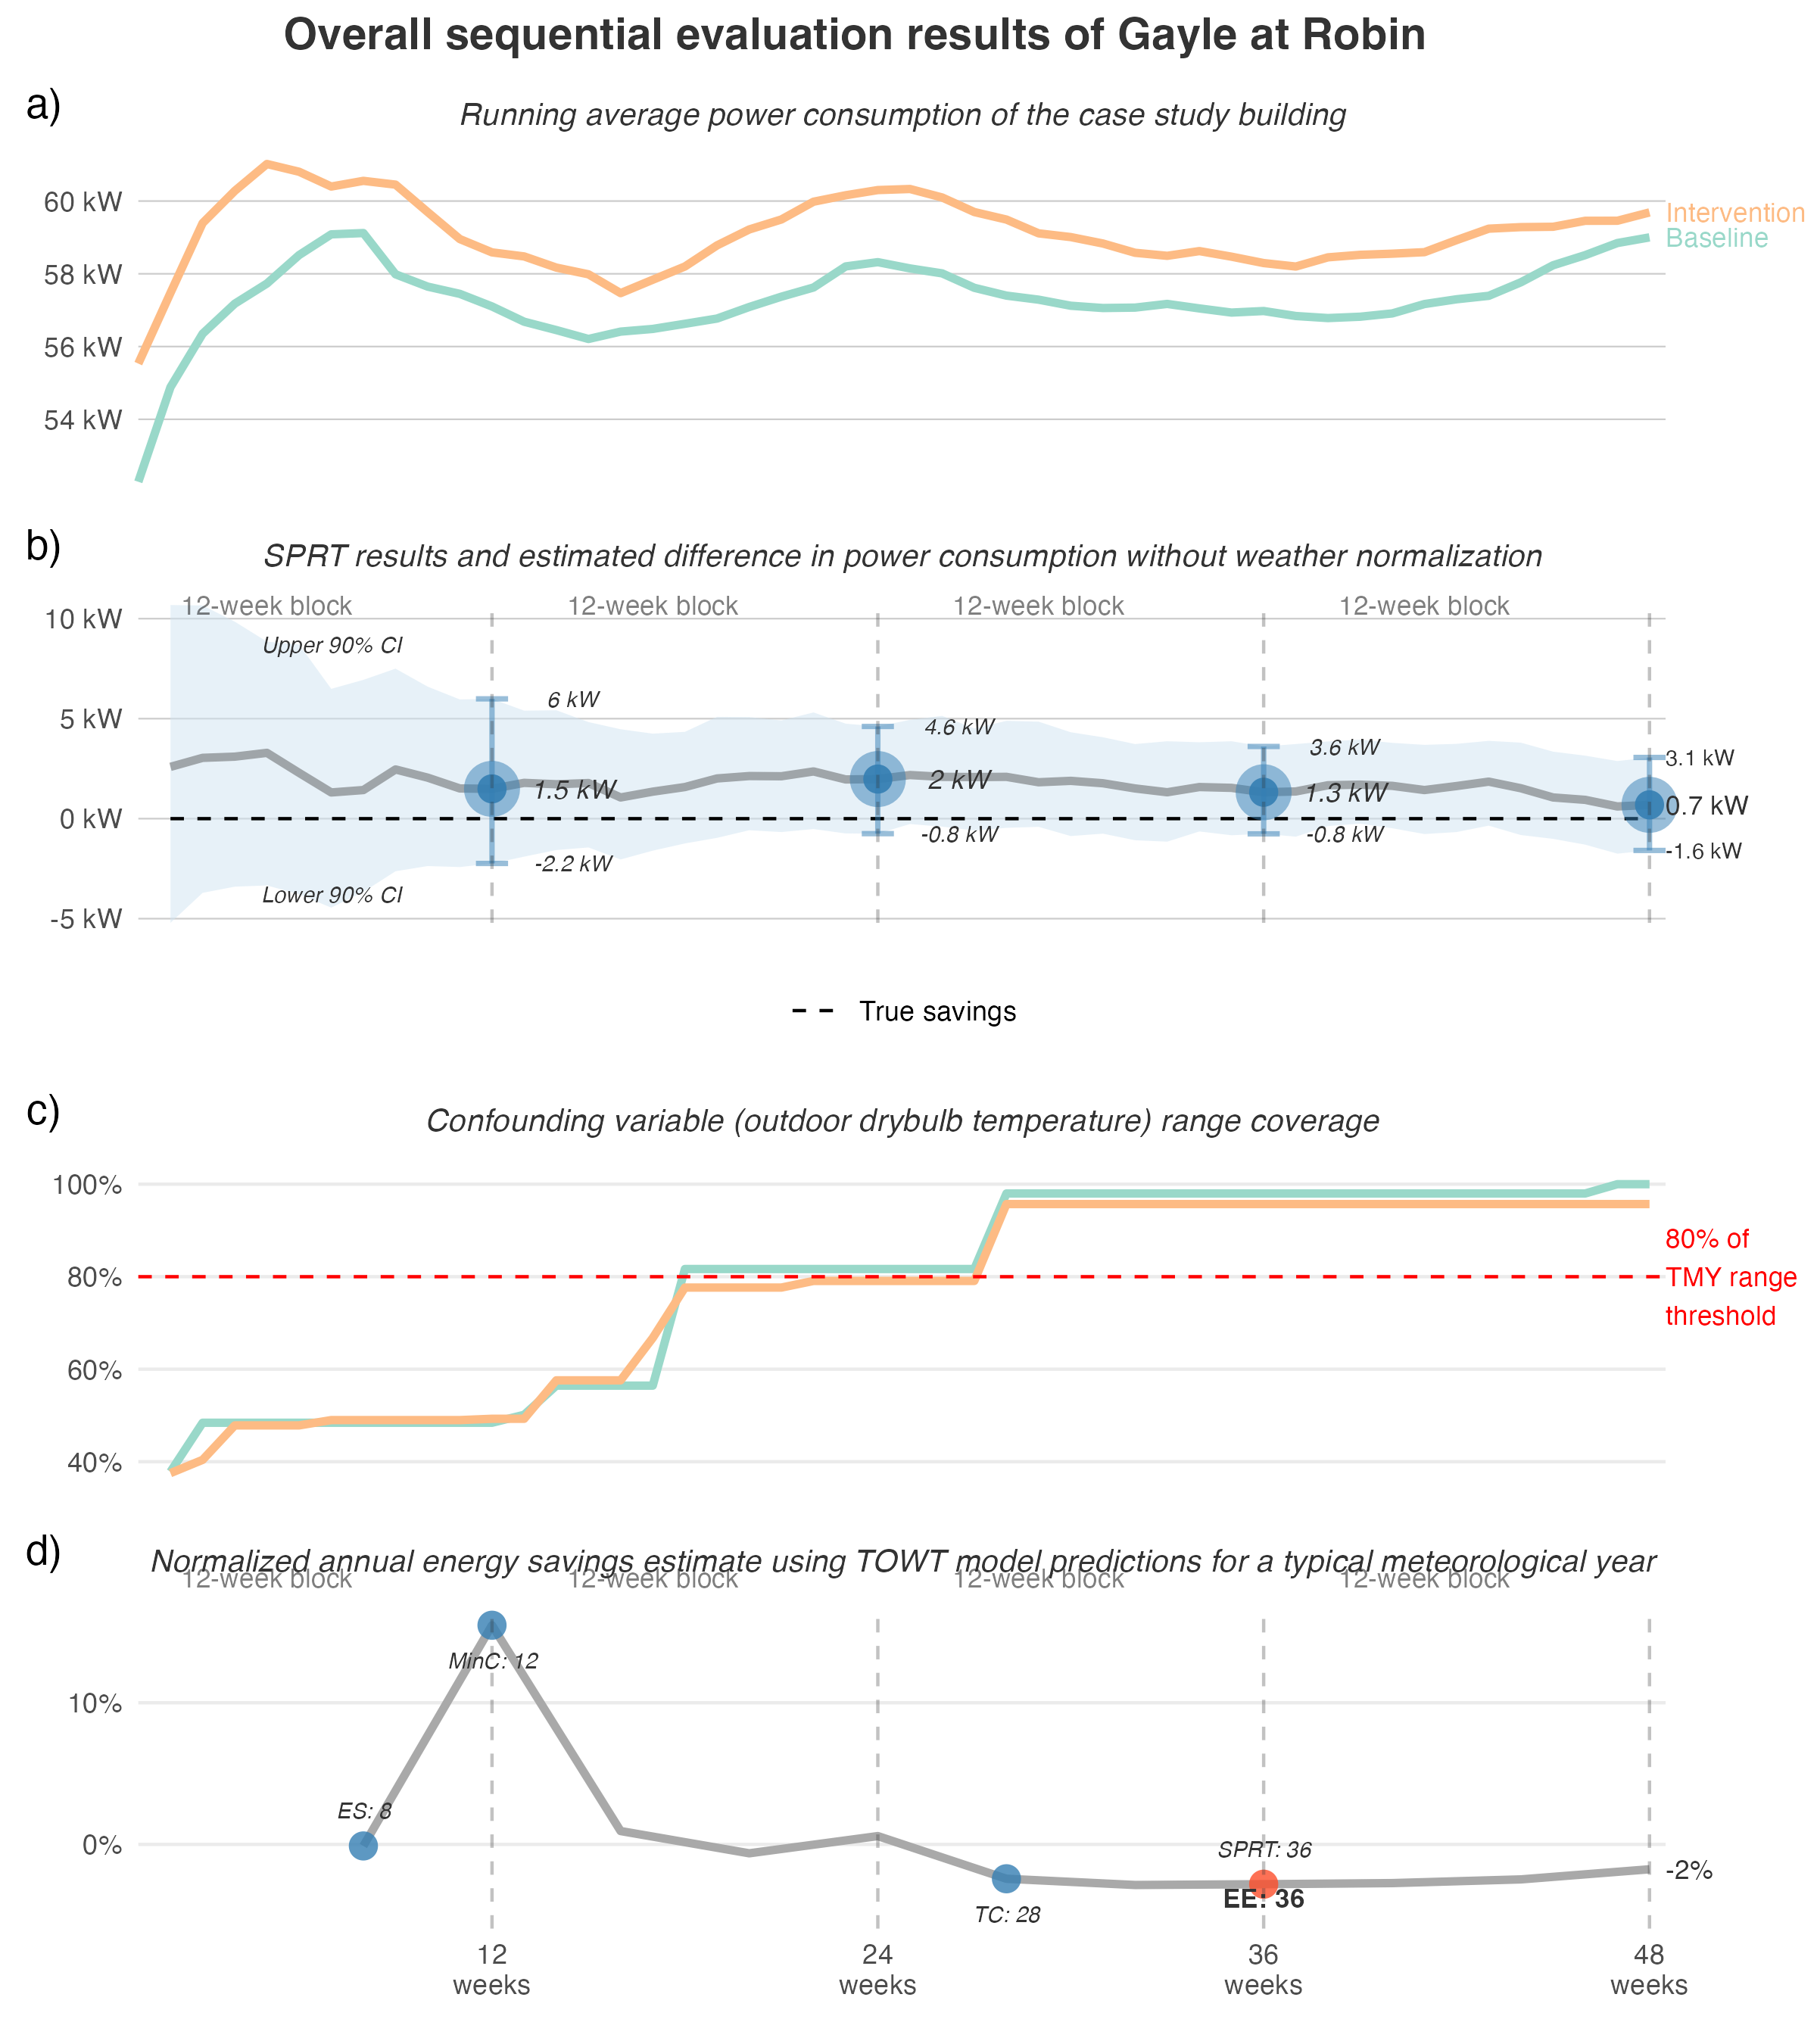 Overall sequential evaluation results of Gayle at Robin
a)
Running average power consumption of the case study building
60 kW
58 kW
56 kW
54 kW
Intervention
Baseline
b)
SPRT results and estimated difference in power consumption without weather normalization
12-week block 12-week block 12-week block 12-week block
10 kW
5 kW
0 kW
-5 kW
Upper 90% CI
Lower 90% CI
6 kW
1.5 kW
-2.2 kW
4.6 kW
2 kW
-0.8 kW
3.6 kW
1.3 kW
-0.8 kW
3.1 kW
0.7 kW
-1.6 kW
True savings
c)
Confounding variable (outdoor drybulb temperature) range coverage
100%
80%
60%
40%
80% of
TMY range
threshold
d)
Normalized annual energy savings estimate using TOWT model predictions for a typical meteorological year
12-week block 12-week block 12-week block 12-week block
10%
0%
MinC: 12
ES: 8
TC: 28
SPRT: 36
EE: 36
-2%
12
weeks
24
weeks
36
weeks
48
weeks